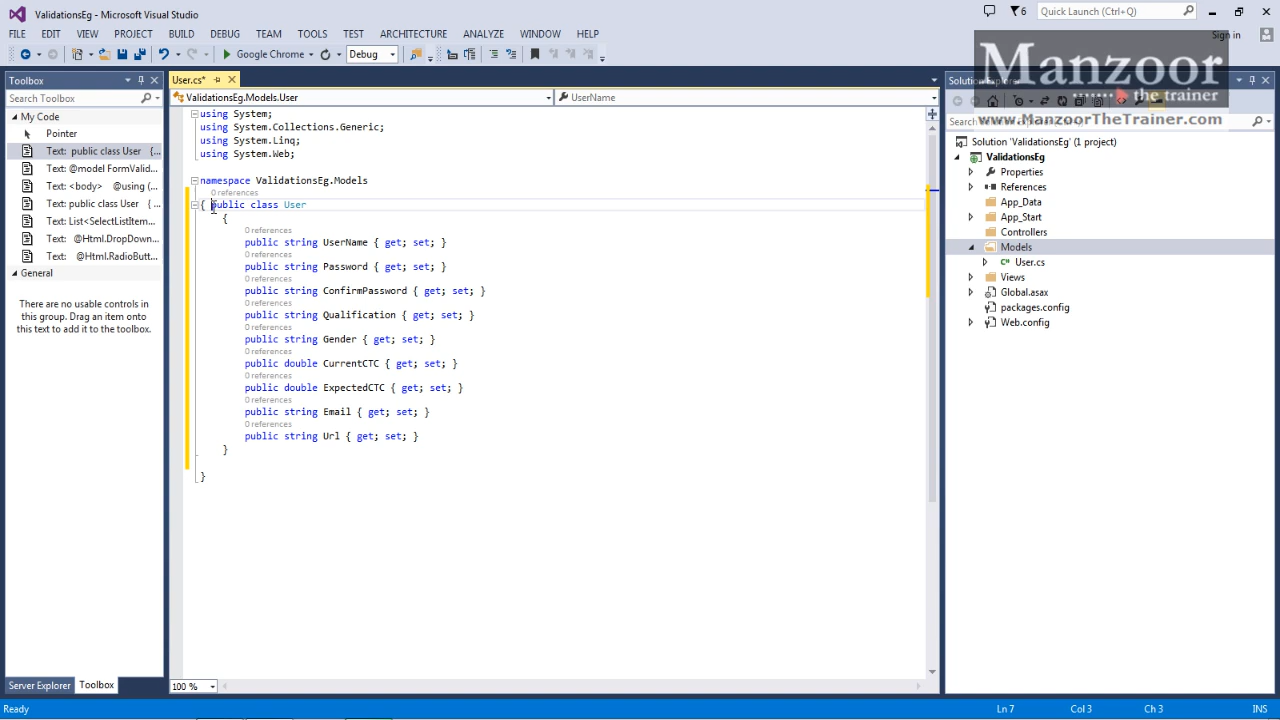 ValidationsEg - Microsoft Visual Studio
6
Quick Launch (Ctrl+Q)
FILE EDIT VIEW PROJECT BUILD DEBUG TEAM TOOLS TEST ARCHITECTURE ANALYZE WINDOW HELP
Sign in
Google Chrome
Debug
Manzoor
the trainer
www.ManzoorTheTrainer.com
Toolbox
Search Toolbox
My Code
Pointer
Text: public class User {...
Text: @model FormValid...
Text: <body> @using (...
Text: public class User {...
Text: List<SelectListItem...
Text: @Html.DropDown...
Text: @Html.RadioButt...
General
There are no usable controls in
this group. Drag an item onto
this text to add it to the toolbox.
Server Explorer
Toolbox
User.cs*
ValidationsEg.Models.User
UserName
using System;
using System.Collections.Generic;
using System.Linq;
using System.Web;
namespace ValidationsEg.Models
0 references
{ public class User
{
0 references
public string UserName { get; set; }
0 references
public string Password { get; set; }
0 references
public string ConfirmPassword { get; set; }
0 references
public string Qualification { get; set; }
0 references
public string Gender { get; set; }
0 references
public double CurrentCTC { get; set; }
0 references
public double ExpectedCTC { get; set; }
0 references
public string Email { get; set; }
0 references
public string Url { get; set; }
}
}
100 %
Solution Explorer
Solution 'ValidationsEg' (1 project)
ValidationsEg
Properties
References
App_Data
App_Start
Controllers
Models
User.cs
Views
Global.asax
packages.config
Web.config
Ready
Ln 7
Col 3
Ch 3
INS